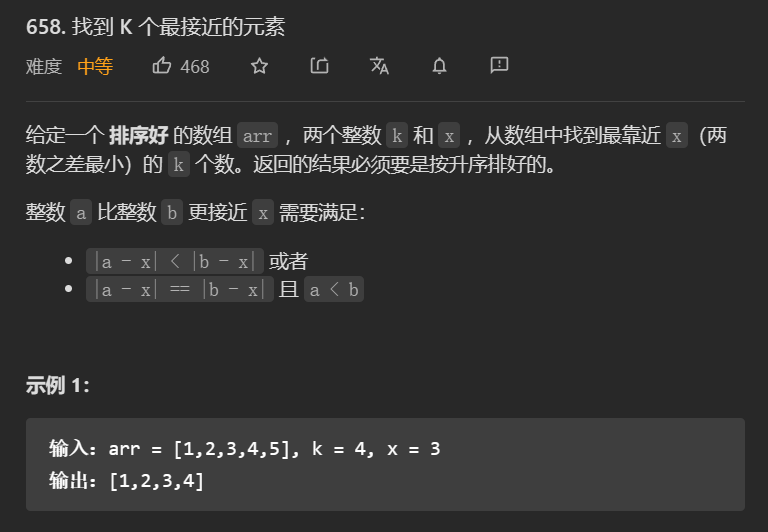 658. 找到 K 个最接近的元素
难度 中等 468
给定一个 排序好 的数组 arr ，两个整数 k 和 x ，从数组中找到最靠近 x（两
数之差最小）的 k 个数。返回的结果必须要是按升序排好的。
整数 a 比整数 b 更接近 x 需要满足：
• |a - x| < |b - x| 或者
• |a - x| == |b - x| 且 a < b
示例 1：
输入：arr = [1,2,3,4,5], k = 4, x = 3
输出：[1,2,3,4]